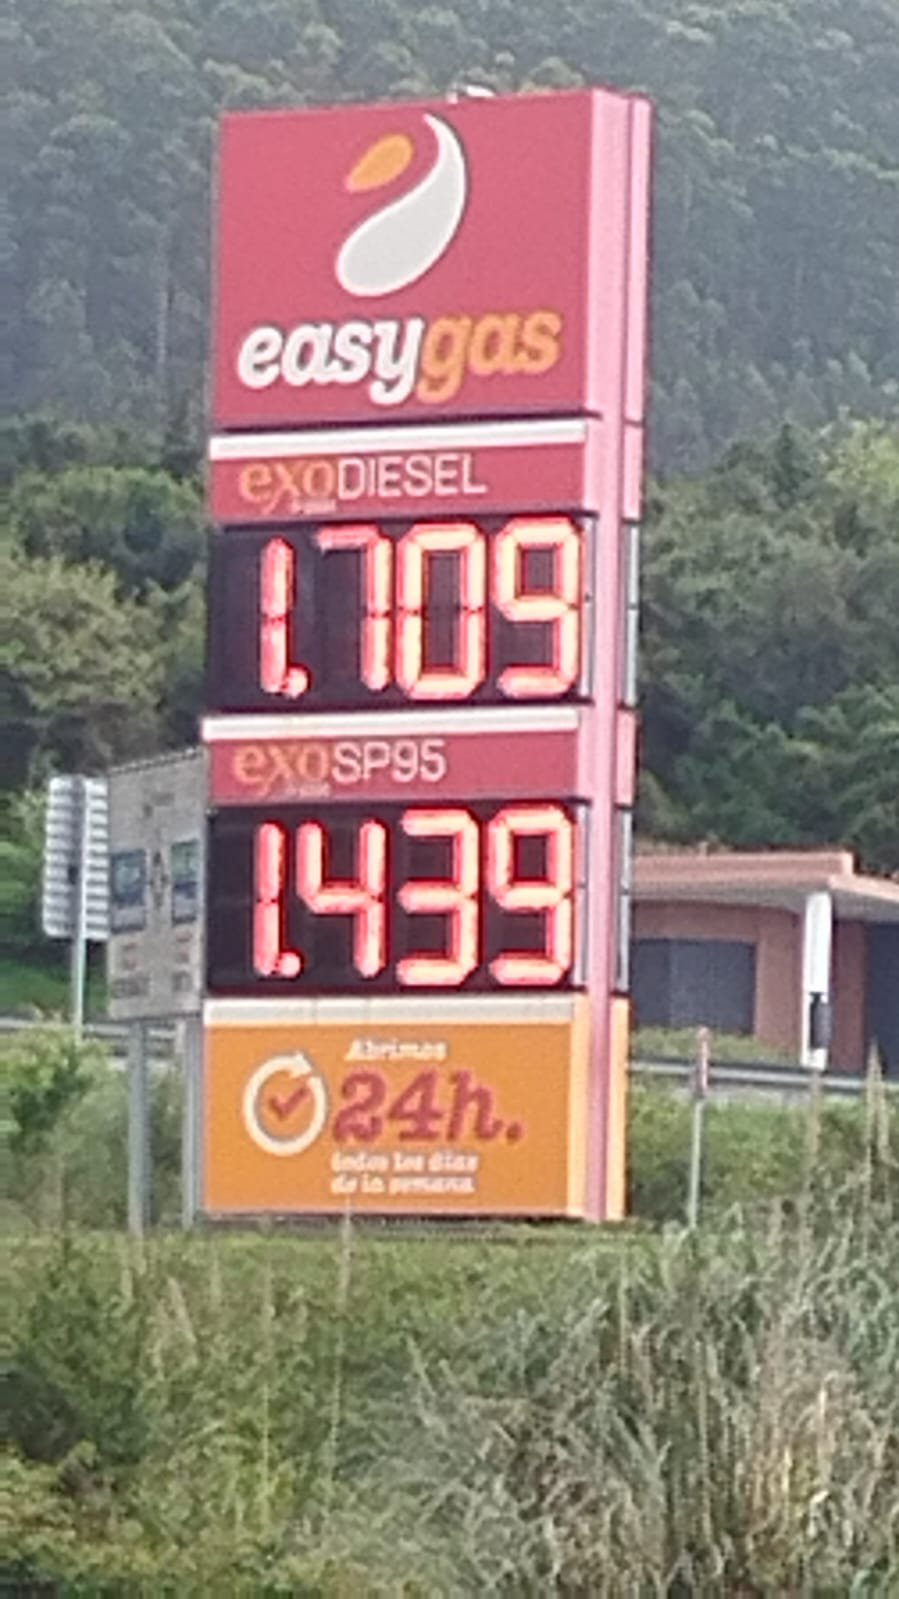 easygas
exoDIESEL
1.709
exoSP95
1.439
Abrimos
24h.
todos los días
de la semana